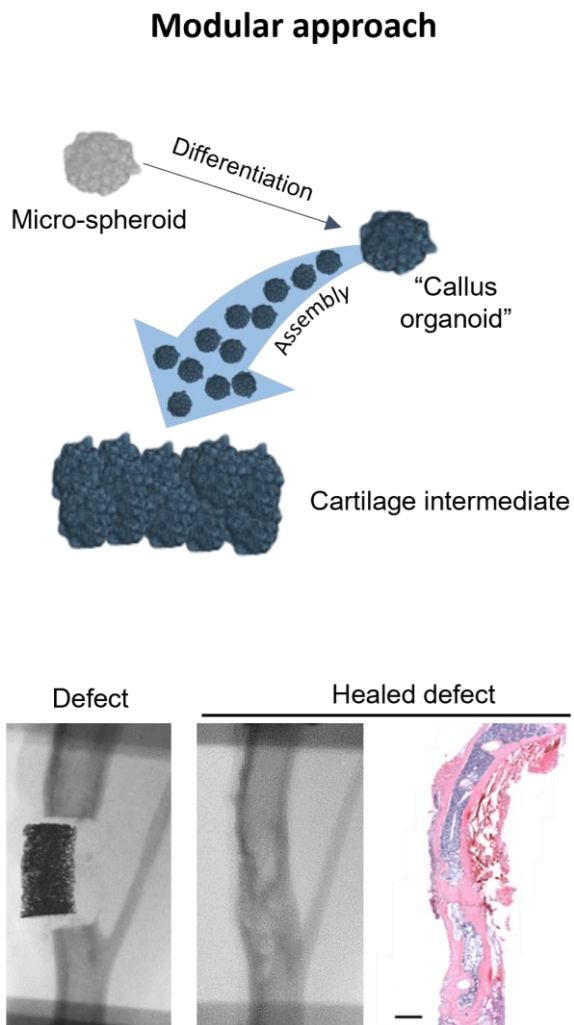 Modular approach
Differentiation
Micro-spheroid
“Callus
organoid”
Assembly
Cartilage intermediate
Defect
Healed defect